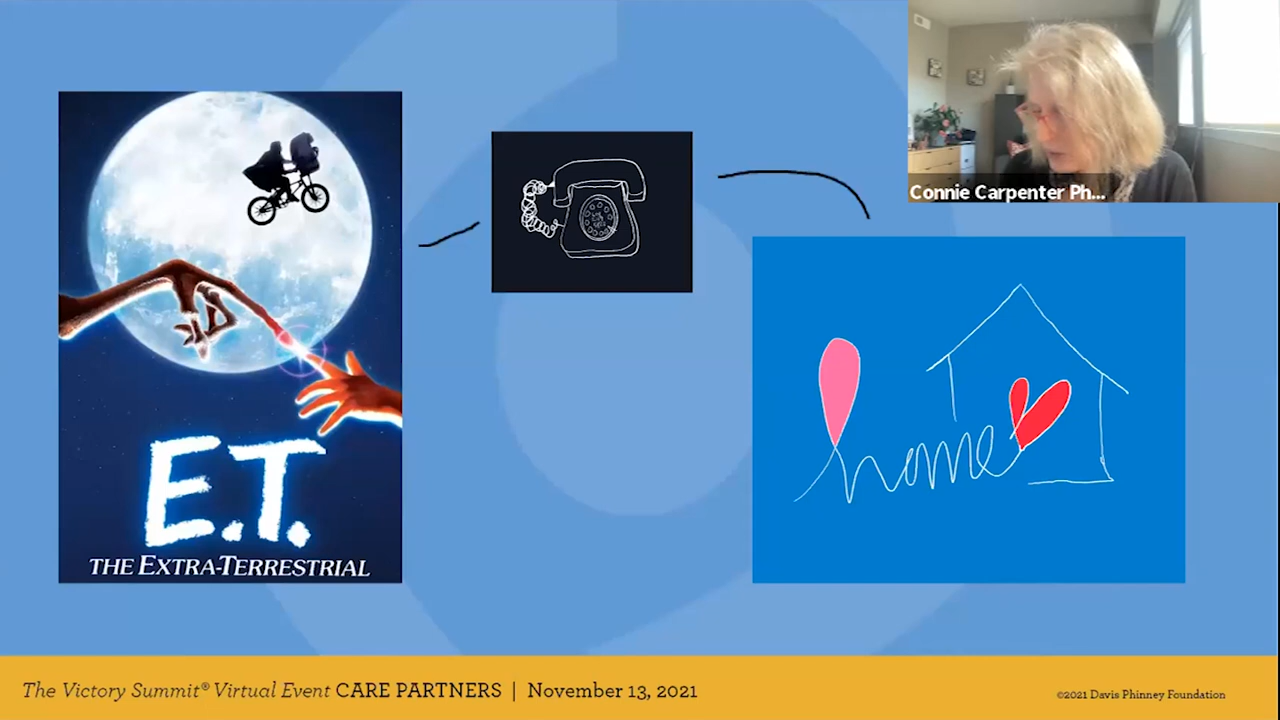 Connie Carpenter Ph...
E.T.
THE EXTRA-TERRESTRIAL
home
The Victory Summit® Virtual Event CARE PARTNERS | November 13, 2021
©2021 Davis Phinney Foundation